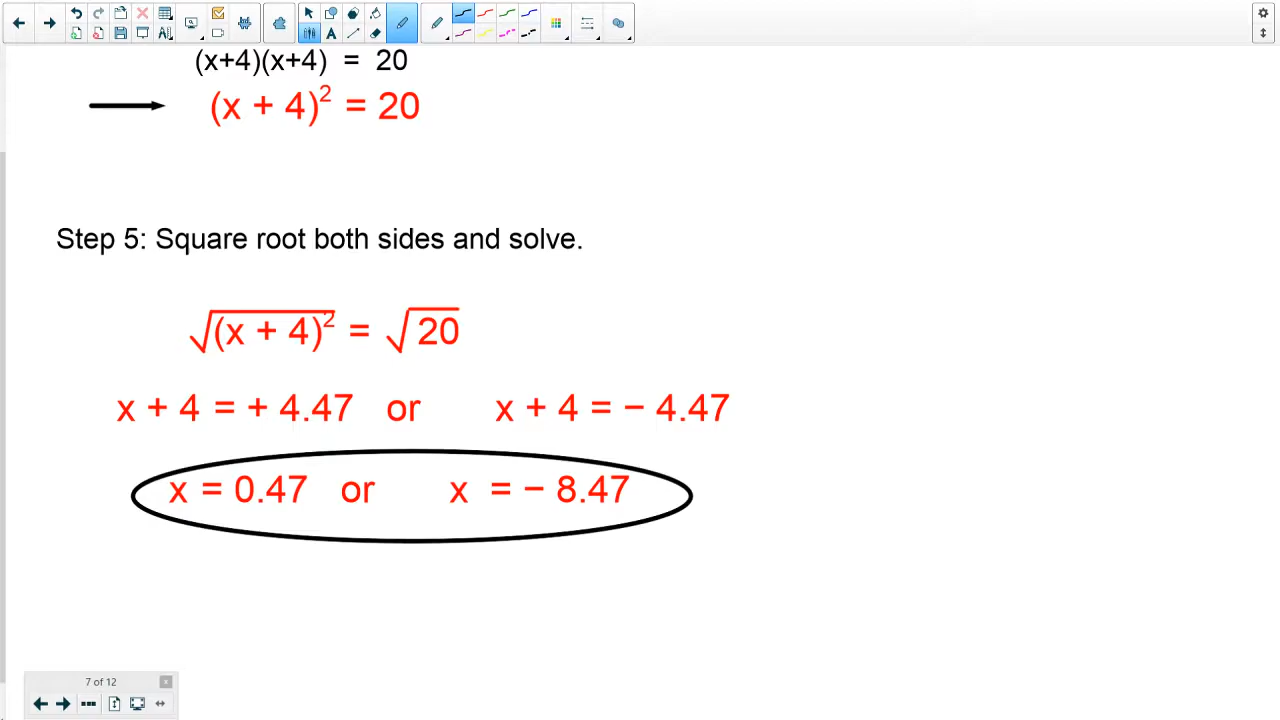 (x+4)(x+4) = 20
(x + 4)² = 20
Step 5: Square root both sides and solve.
√(x + 4)² = √20
x + 4 = + 4.47 or x + 4 = − 4.47
x = 0.47 or x = − 8.47
7 of 12